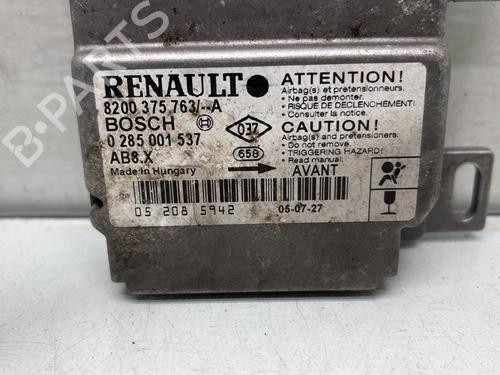 B-Parts
RENAULT
8200 375 763/--A
BOSCH
0 285 001 537
AB8.X
Made in Hungary
05 208 5942
037
558
ATTENTION!
Airbag(s) et pretensionneurs.
• Ne pas demonter.
• RISQUE DE DECLENCHEMENT!
• Consulter la notice.
CAUTION!
Airbag(s) and pretensioners.
• Do not remove.
• TRIGGERING HAZARD!
• Read manual.
AVANT
05-07-27